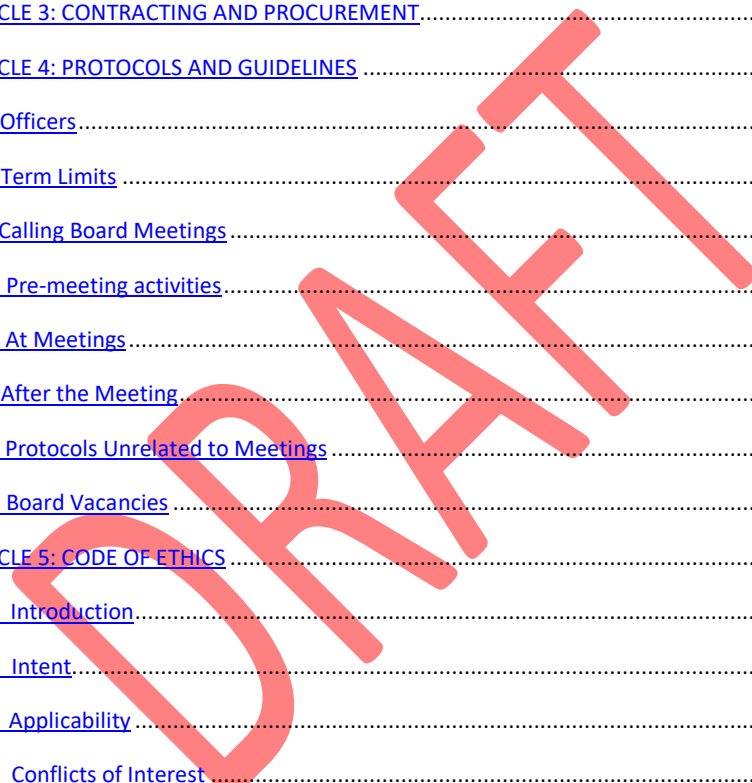 CLE 3: CONTRACTING AND PROCUREMENT........................................................
CLE 4: PROTOCOLS AND GUIDELINES ........................................................
Officers........................................................
Term Limits ........................................................
Calling Board Meetings ........................................................
Pre-meeting activities........................................................
At Meetings ........................................................
After the Meeting........................................................
Protocols Unrelated to Meetings ........................................................
Board Vacancies ........................................................
CLE 5: CODE OF ETHICS ........................................................
Introduction........................................................
Intent........................................................
Applicability ........................................................
Conflicts of Interest ........................................................
DRAFT